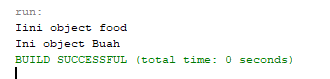 run:
Iini object food
Ini object Buah
BUILD SUCCESSFUL (total time: 0 seconds)